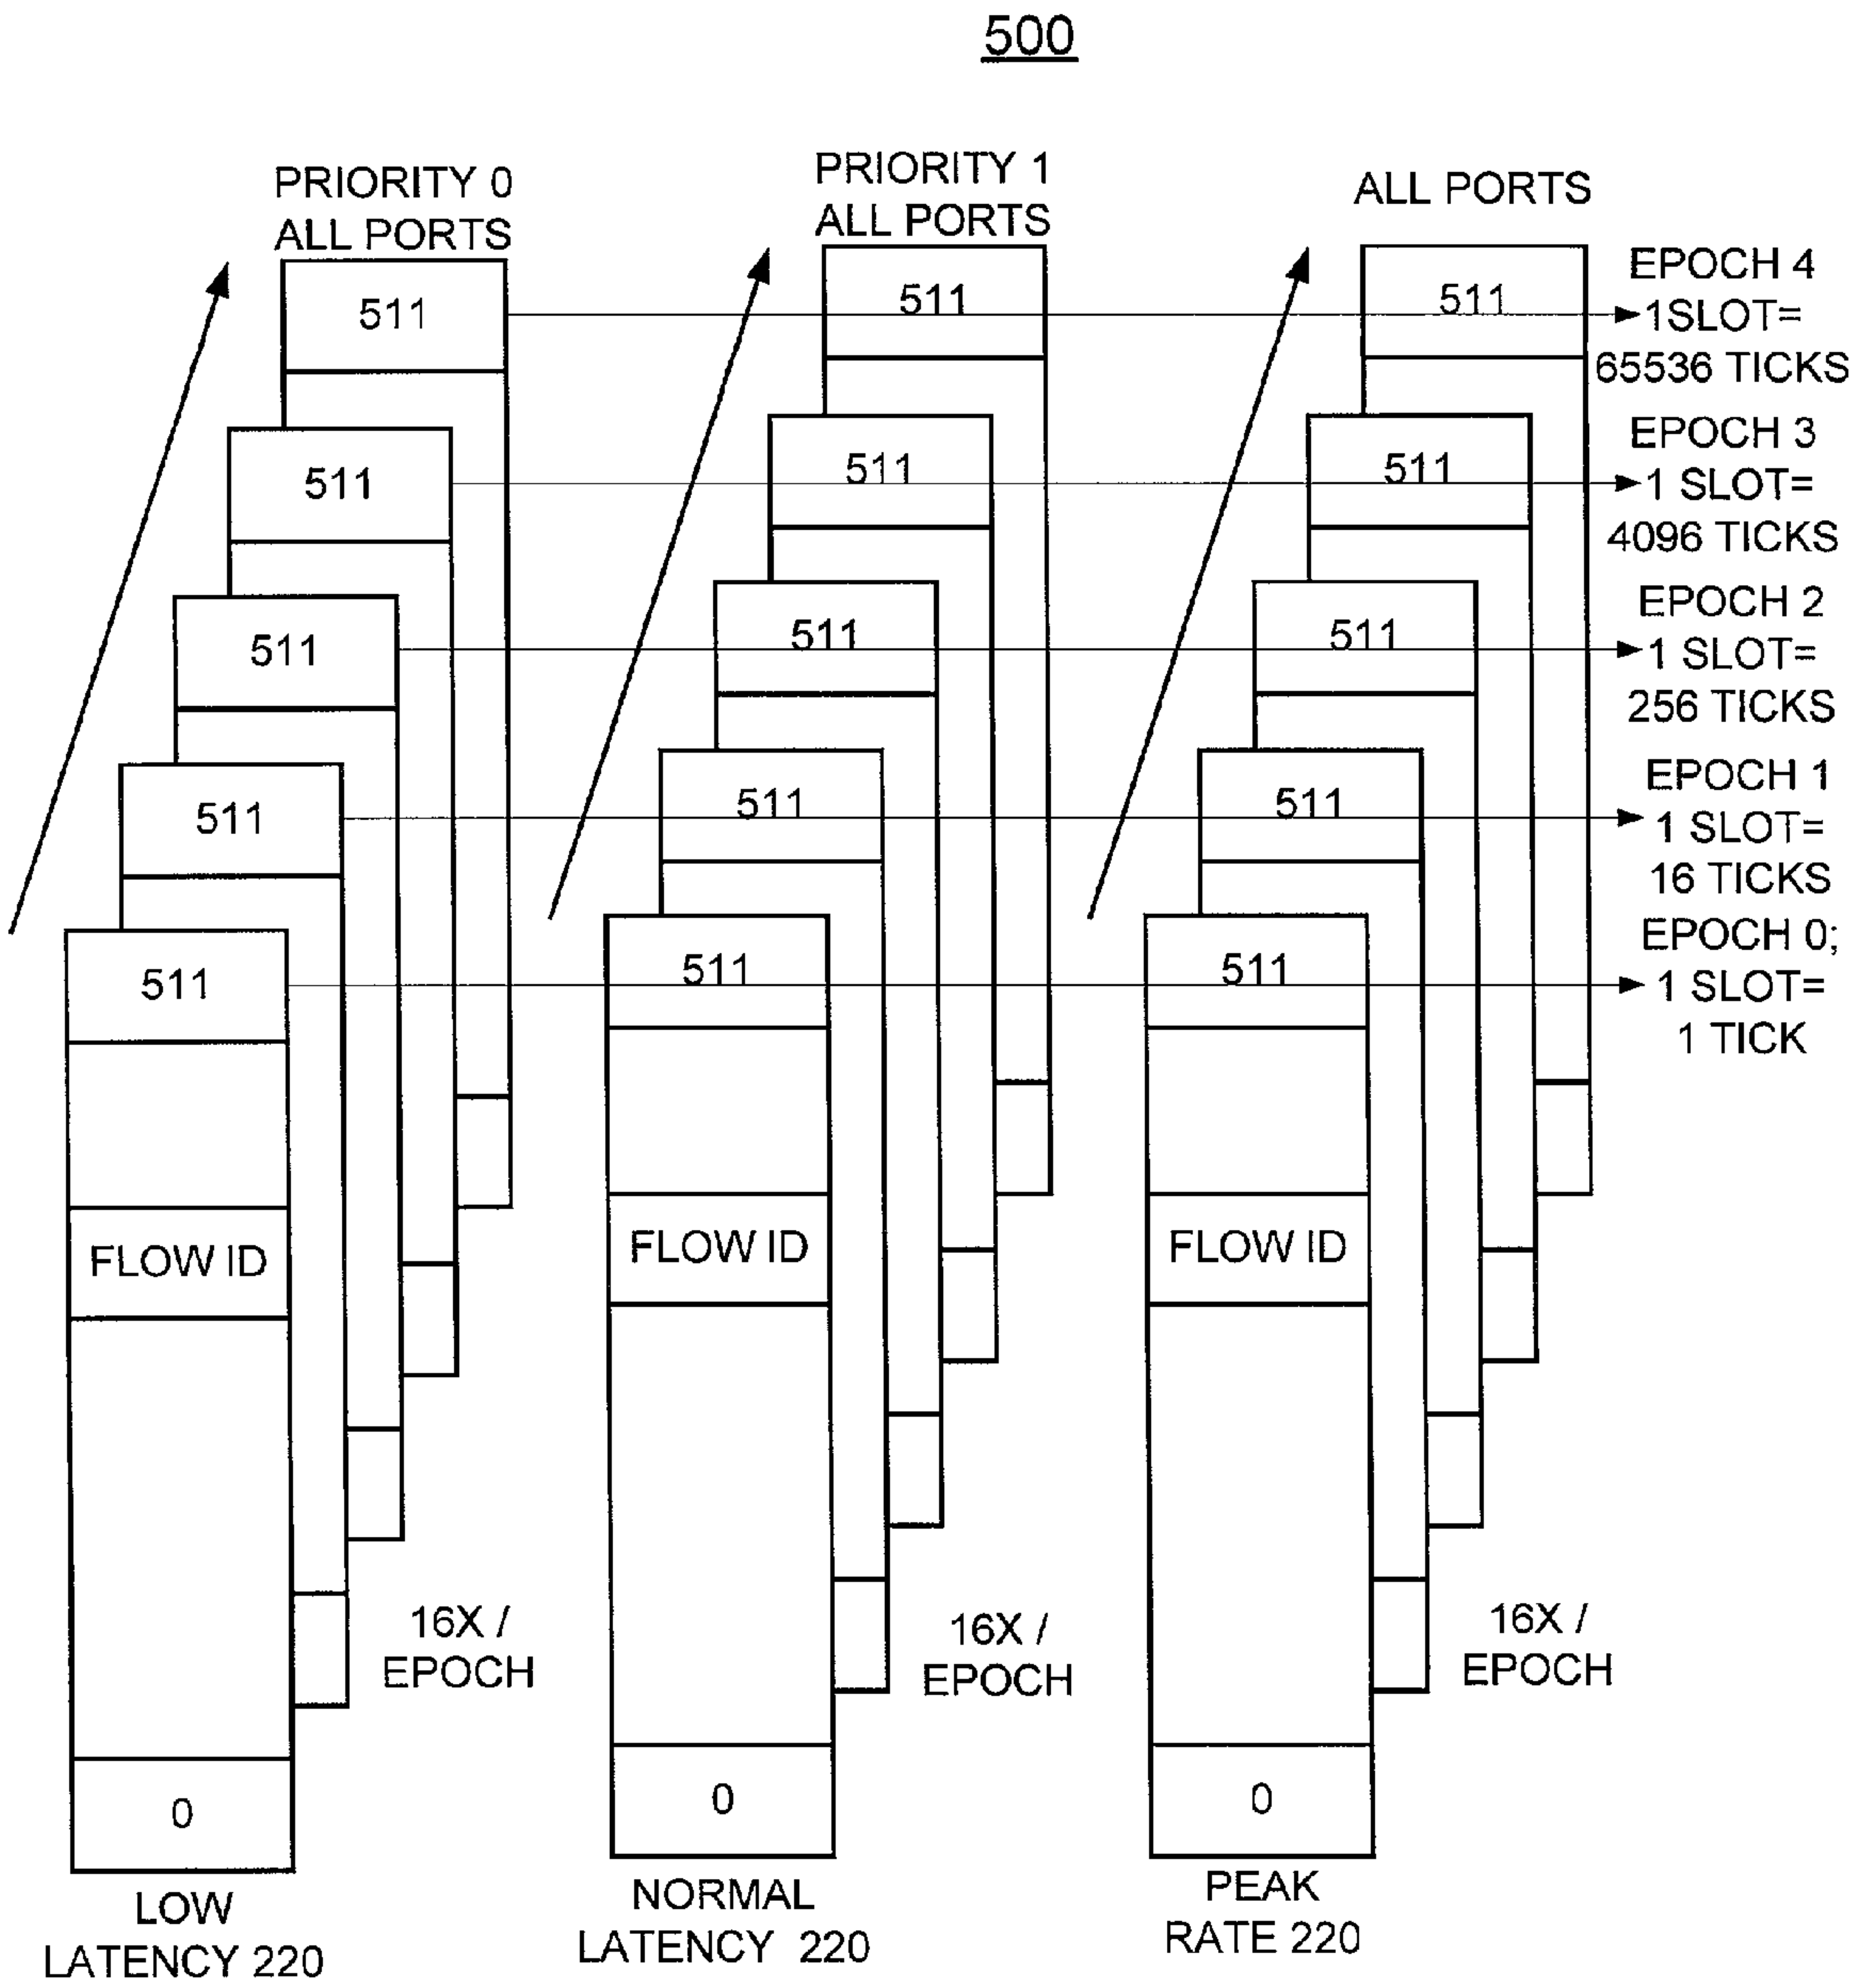 500
PRIORITY 0
ALL PORTS
PRIORITY 1
ALL PORTS
ALL PORTS
511
511
511
EPOCH 4
1SLOT=
65536 TICKS
511
511
511
EPOCH 3
1 SLOT=
4096 TICKS
511
511
511
EPOCH 2
1 SLOT=
256 TICKS
511
511
511
EPOCH 1
1 SLOT=
16 TICKS
511
511
511
EPOCH 0;
1 SLOT=
1 TICK
FLOW ID
FLOW ID
FLOW ID
16X /
EPOCH
16X /
EPOCH
16X /
EPOCH
0
0
0
LOW
LATENCY 220
NORMAL
LATENCY 220
PEAK
RATE 220